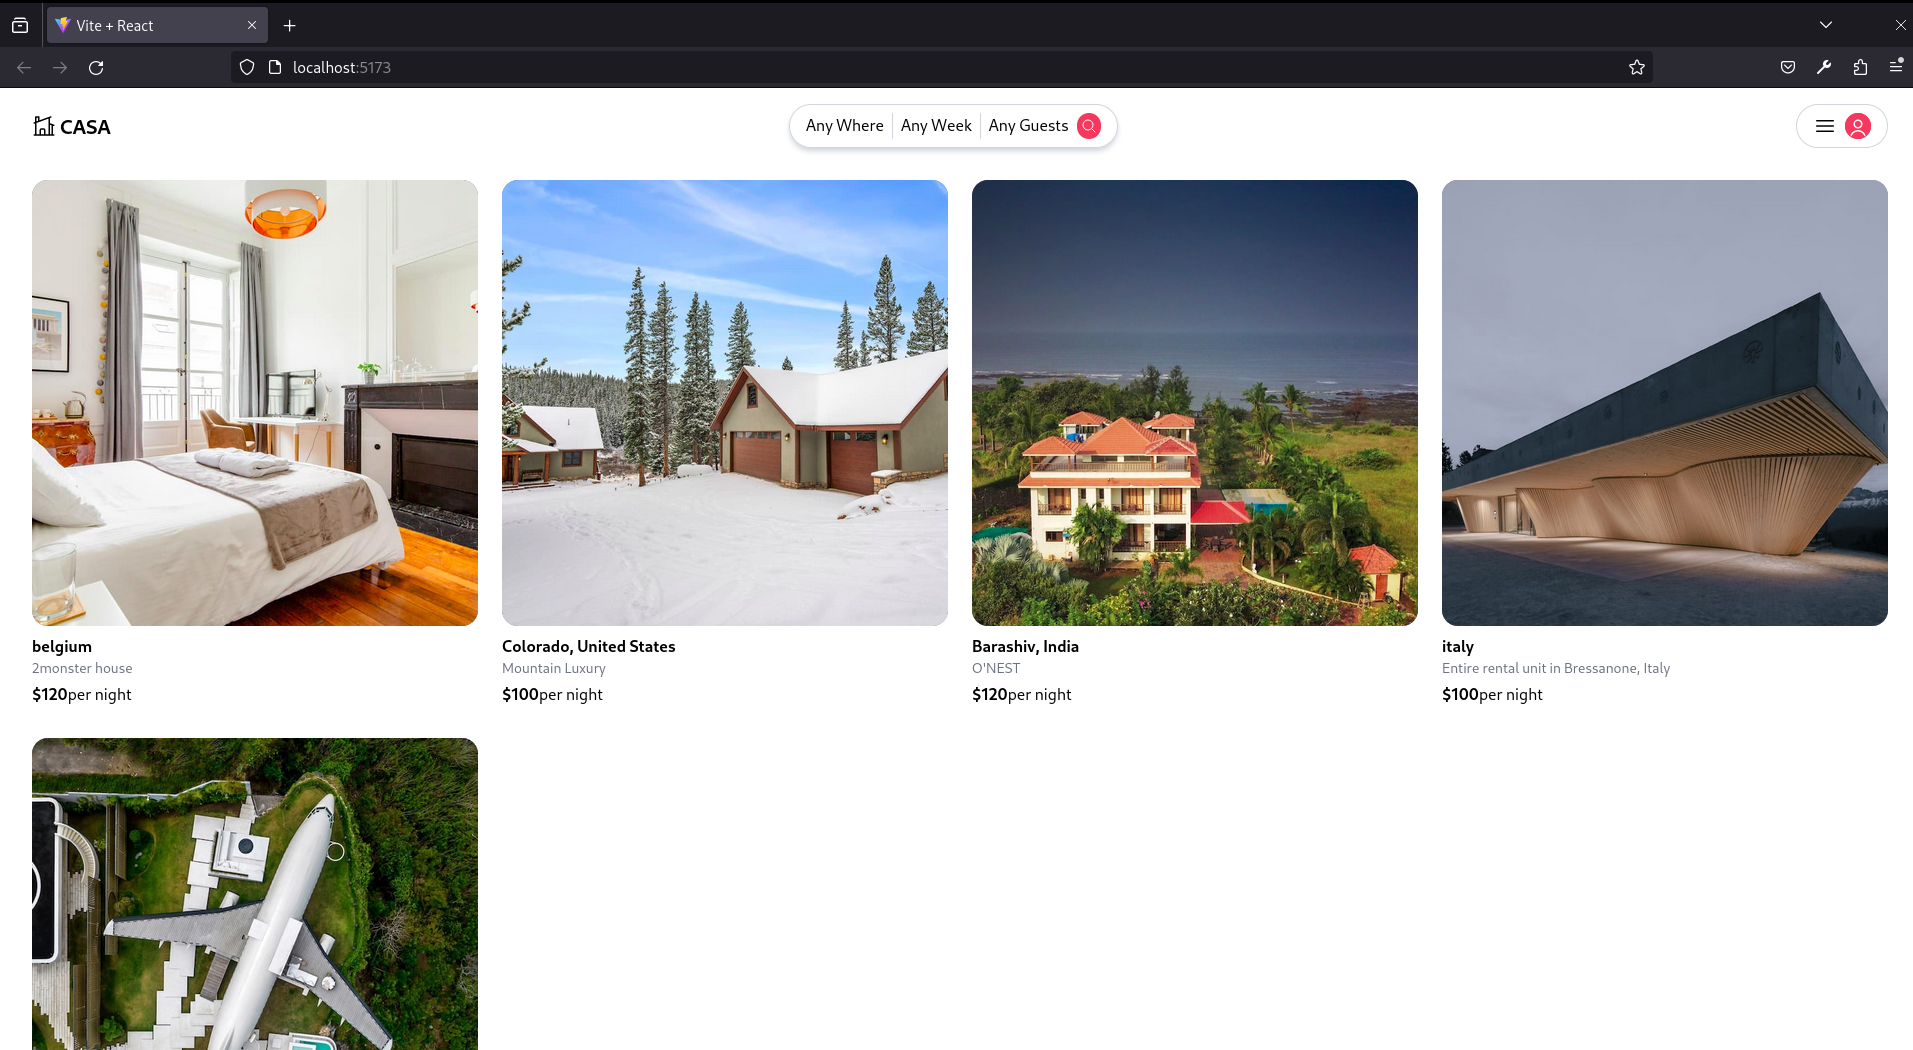 Vite + React
localhost:5173
CASA
Any Where
Any Week
Any Guests
belgium
2monster house
$120per night
Colorado, United States
Mountain Luxury
$100per night
Barashiv, India
O'NEST
$120per night
italy
Entire rental unit in Bressanone, Italy
$100per night